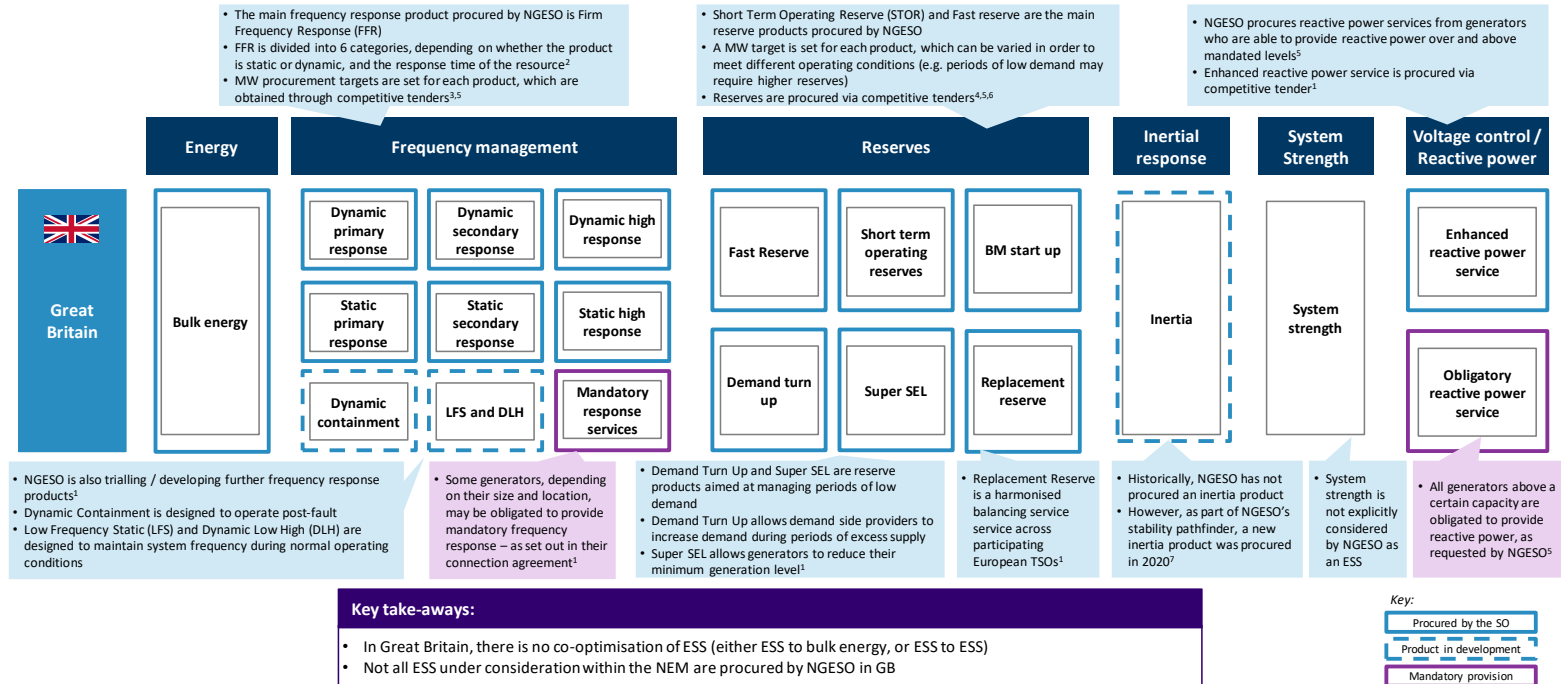 • The main frequency response product procured by NGESO is Firm
Frequency Response (FFR)
• FFR is divided into 6 categories, depending on whether the product
is static or dynamic, and the response time of the resource2
• MW procurement targets are set for each product, which are
obtained through competitive tenders3,5
• Short Term Operating Reserve (STOR) and Fast reserve are the main
reserve products procured by NGESO
• A MW target is set for each product, which can be varied in order to
meet different operating conditions (e.g. periods of low demand may
require higher reserves)
• Reserves are procured via competitive tenders4,5,6
• NGESO procures reactive power services from generators
who are able to provide reactive power over and above
mandated levels5
• Enhanced reactive power service is procured via
competitive tender1
Energy
Frequency management
Reserves
Inertial
response
System
Strength
Voltage control /
Reactive power
Great
Britain
Bulk energy
Dynamic
primary
response
Dynamic
secondary
response
Dynamic high
response
Static
primary
response
Static
secondary
response
Static high
response
Dynamic
containment
LFS and DLH
Mandatory
response
services
Fast Reserve
Short term
operating
reserves
BM start up
Demand turn
up
Super SEL
Replacement
reserve
Inertia
System
strength
Enhanced
reactive power
service
Obligatory
reactive power
service
• NGESO is also trialling / developing further frequency response
products1
• Dynamic Containment is designed to operate post-fault
• Low Frequency Static (LFS) and Dynamic Low High (DLH) are
designed to maintain system frequency during normal operating
conditions
• Some generators, depending
on their size and location,
may be obligated to provide
mandatory frequency
response – as set out in their
connection agreement1
• Demand Turn Up and Super SEL are reserve
products aimed at managing periods of low
demand
• Demand Turn Up allows demand side providers to
increase demand during periods of excess supply
• Super SEL allows generators to reduce their
minimum generation level1
• Replacement Reserve
is a harmonised
balancing service
service across
participating
European TSOs1
• Historically, NGESO has not
procured an inertia product
• However, as part of NGESO's
stability pathfinder, a new
inertia product was procured
in 20207
• System
strength is
not explicitly
considered
by NGESO as
an ESS
• All generators above a
certain capacity are
obligated to provide
reactive power, as
requested by NGESO5
Key take-aways:
• In Great Britain, there is no co-optimisation of ESS (either ESS to bulk energy, or ESS to ESS)
• Not all ESS under consideration within the NEM are procured by NGESO in GB
Key:
Procured by the SO
Product in development
Mandatory provision